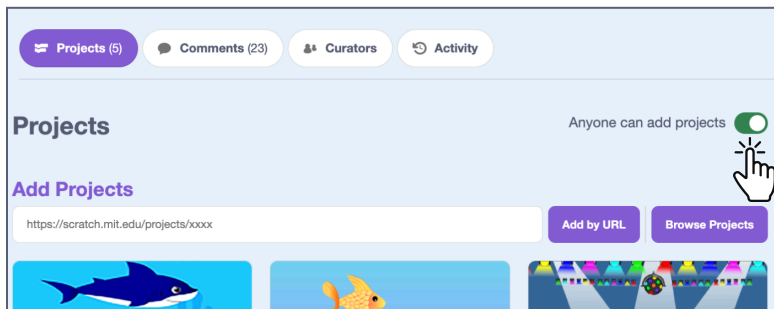 Projects (5)
Comments (23)
Curators
Activity
Projects
Anyone can add projects
Add Projects
https://scratch.mit.edu/projects/xxxx
Add by URL
Browse Projects